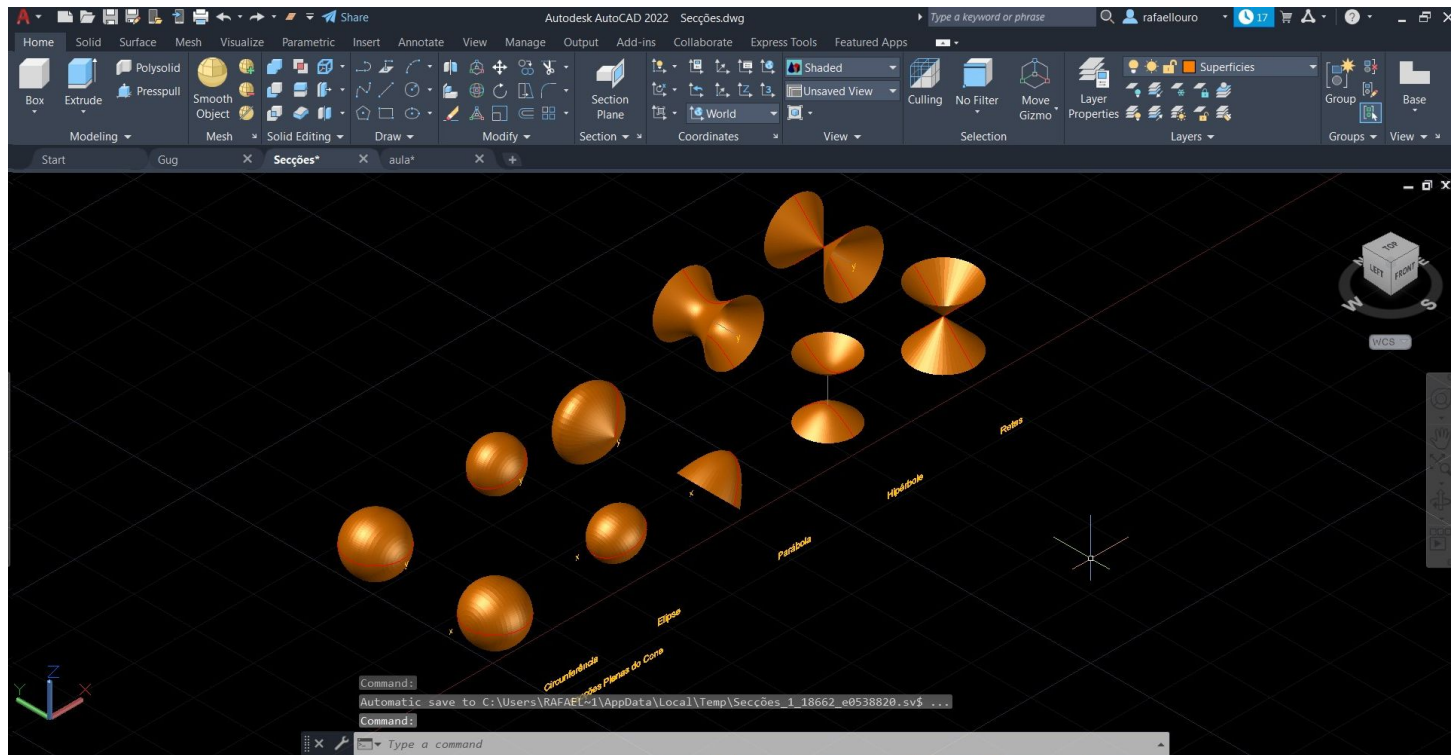 Share
Autodesk AutoCAD 2022 Secções.dwg
Type a keyword or phrase
rafaellouro
17
Home Solid Surface Mesh Visualize Parametric Insert Annotate View Manage Output Add-ins Collaborate Express Tools Featured Apps
Box
Extrude
Polysolid
Presspull
Smooth Object
Section Plane
World
Shaded
Unsaved View
Culling
No Filter
Move Gizmo
Layer Properties
Superficies
Group
Base
Modeling Mesh Solid Editing Draw Modify Section Coordinates View Selection Layers Groups View
Start Gug Secções* aula*
TOP
LEFT FRONT
W S
WCS
y
y
y
y
y
x
x
x
Retas
Hipérbole
Parábola
Elipse
Circunferência
Planas do Cone
Z
Y X
Command:
Automatic save to C:\Users\RAFAEL~1\AppData\Local\Temp\Secções_1_18662_e0538820.sv$ ...
Command:
Type a command